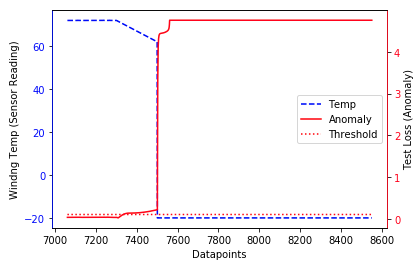 Windng Temp (Sensor Reading)
60
40
20
0
−20
7000 7200 7400 7600 7800 8000 8200 8400 8600
Datapoints
4
3
2
1
0
Test Loss (Anomaly)
Temp
Anomaly
Threshold